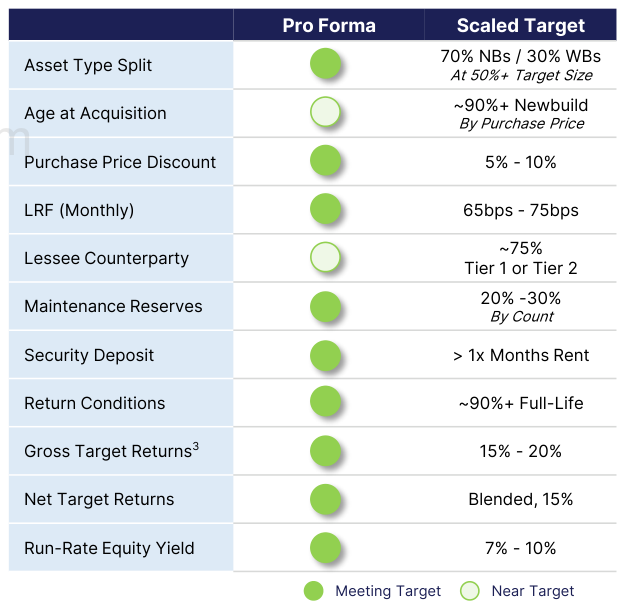 Pro Forma Scaled Target
Asset Type Split 70% NBs / 30% WBs
At 50%+ Target Size
Age at Acquisition ~90%+ Newbuild
By Purchase Price
Purchase Price Discount 5% - 10%
LRF (Monthly) 65bps - 75bps
Lessee Counterparty ~75%
Tier 1 or Tier 2
Maintenance Reserves 20% -30%
By Count
Security Deposit > 1x Months Rent
Return Conditions ~90%+ Full-Life
Gross Target Returns³ 15% - 20%
Net Target Returns Blended, 15%
Run-Rate Equity Yield 7% - 10%
Meeting Target Near Target